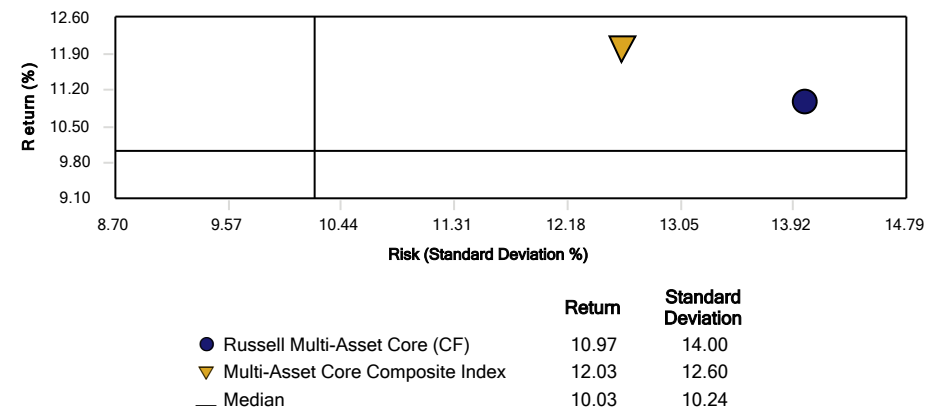 12.60
11.90
11.20
10.50
9.80
9.10
Return (%)
8.70 9.57 10.44 11.31 12.18 13.05 13.92 14.79
Risk (Standard Deviation %)
Return Standard Deviation
Russell Multi-Asset Core (CF) 10.97 14.00
Multi-Asset Core Composite Index 12.03 12.60
Median 10.03 10.24